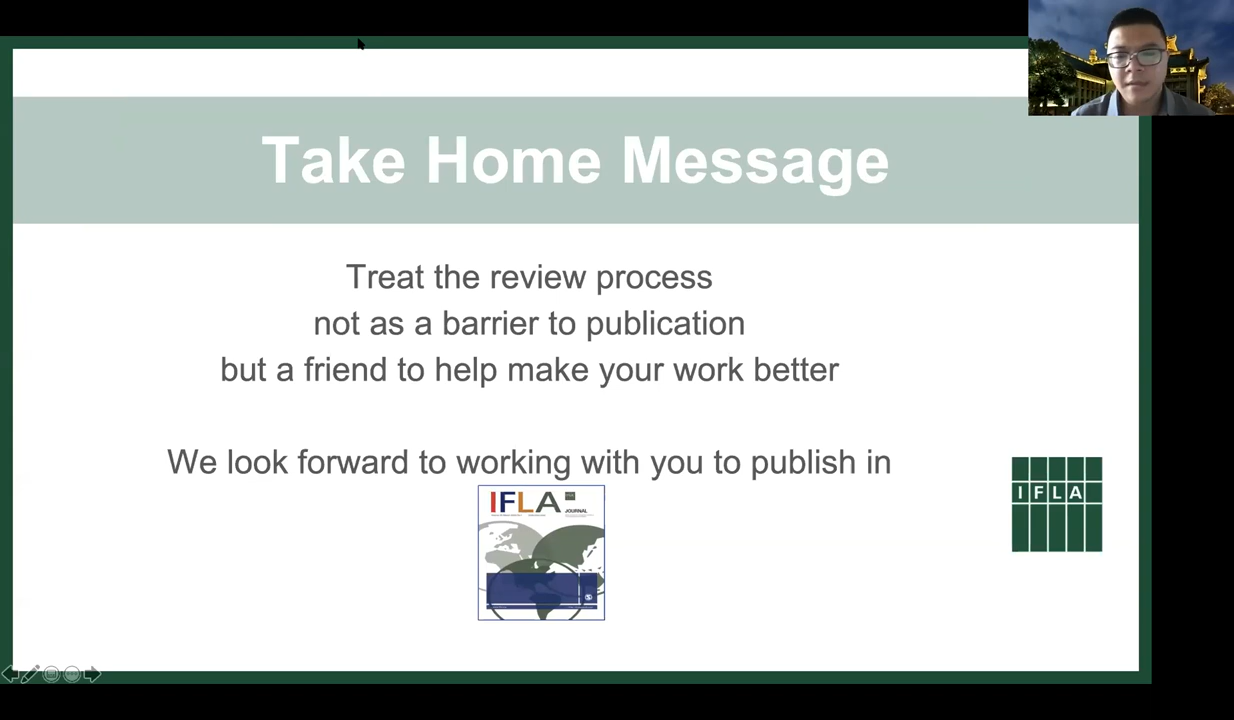 Take Home Message
Treat the review process
not as a barrier to publication
but a friend to help make your work better
We look forward to working with you to publish in
IFLA
JOURNAL
IFLA